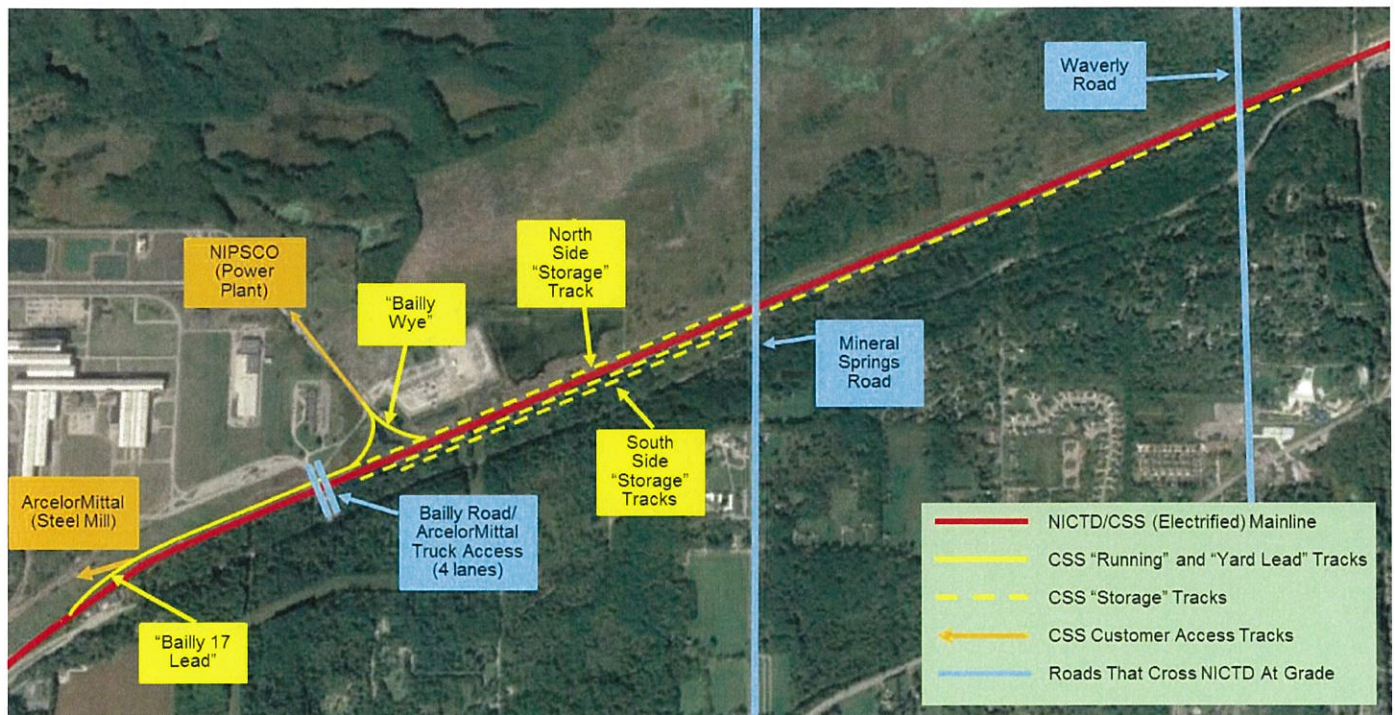 Waverly
Road
North
Side
“Storage”
Track
NIPSCO
(Power
Plant)
“Bailly
Wye”
Mineral
Springs
Road
South
Side
“Storage”
Tracks
ArcelorMittal
(Steel Mill)
Bailly Road/
ArcelorMittal
Truck Access
(4 lanes)
“Bailly 17
Lead”
NICTD/CSS (Electrified) Mainline
CSS “Running” and “Yard Lead” Tracks
CSS “Storage” Tracks
CSS Customer Access Tracks
Roads That Cross NICTD At Grade